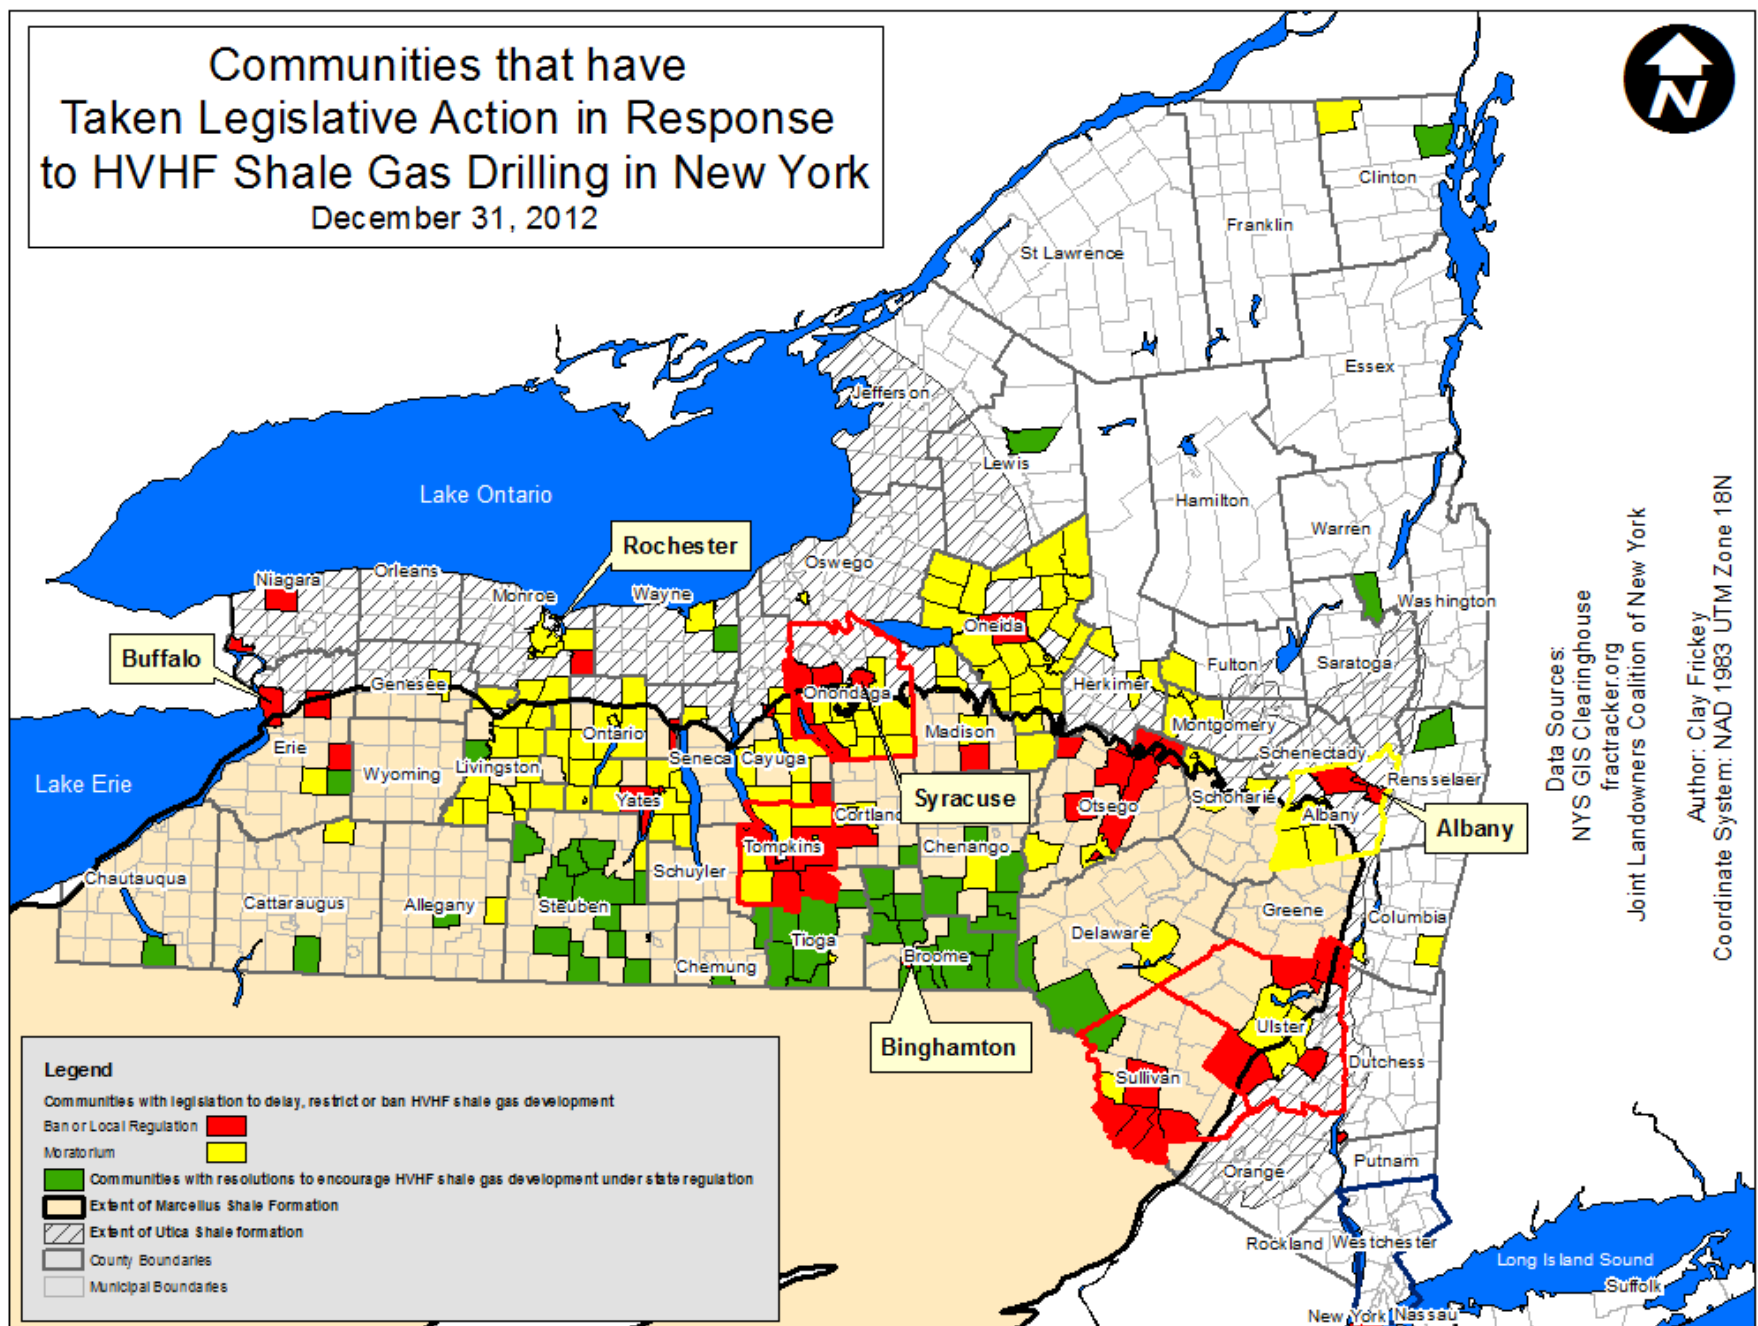 Communities that have
Taken Legislative Action in Response
to HVHF Shale Gas Drilling in New York
December 31, 2012
N
Clinton
Franklin
St Lawrence
Essex
Jefferson
Lewis
Hamilton
Warren
Lake Ontario
Rochester
Oswego
Niagara
Orleans
Monroe
Wayne
Washington
Oneida
Buffalo
Genesee
Fulton
Saratoga
Herkimer
Onondaga
Montgomery
Erie
Ontario
Madison
Schenectady
Wyoming
Livingston
Seneca
Cayuga
Rensselaer
Lake Erie
Yates
Syracuse
Otsego
Schoharie
Cortland
Albany
Albany
Tompkins
Chenango
Schuyler
Chautauqua
Cattaraugus
Allegany
Steuben
Greene
Columbia
Delaware
Tioga
Broome
Chemung
Binghamton
Ulster
Dutchess
Sullivan
Orange
Putnam
Rockland
Westchester
Long Island Sound
Suffolk
New York
Nassau
Data Sources:
NYS GIS Clearinghouse
fractracker.org
Joint Landowners Coalition of New York
Author: Clay Frickey
Coordinate System: NAD 1983 UTM Zone 18N
Legend
Communities with legislation to delay, restrict or ban HVHF shale gas development
Ban or Local Regulation
Moratorium
Communities with resolutions to encourage HVHF shale gas development under state regulation
Extent of Marcellus Shale Formation
Extent of Utica Shale formation
County Boundaries
Municipal Boundaries